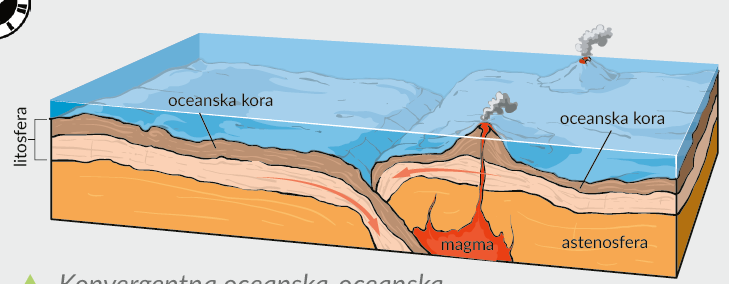 oceanska kora
oceanska kora
litosfera
magma
astenosfera
Konvergentna oceanska-oceanska